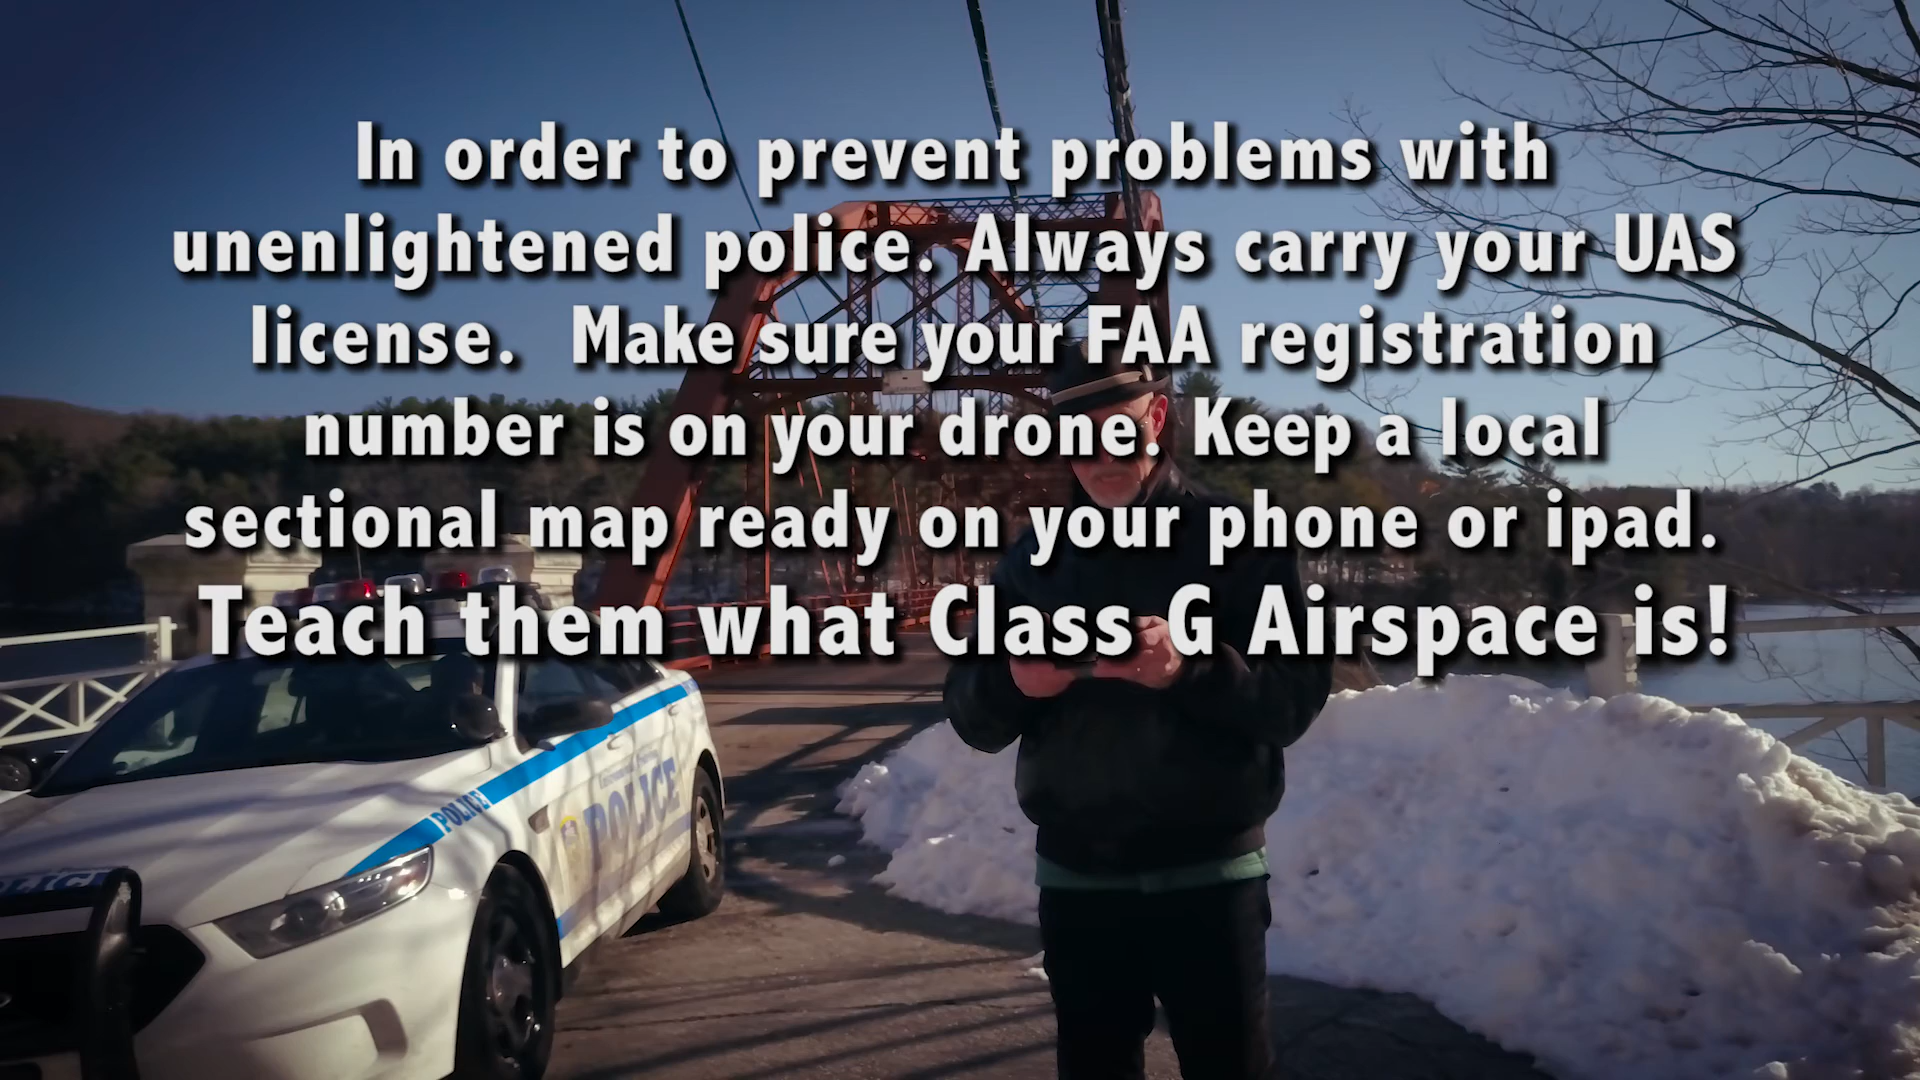 In order to prevent problems with
unenlightened police. Always carry your UAS
license.   Make sure your FAA registration
number is on your drone. Keep a local
sectional map ready on your phone or ipad.
Teach them what Class G Airspace is!
POLICE
POLICE
POLICE